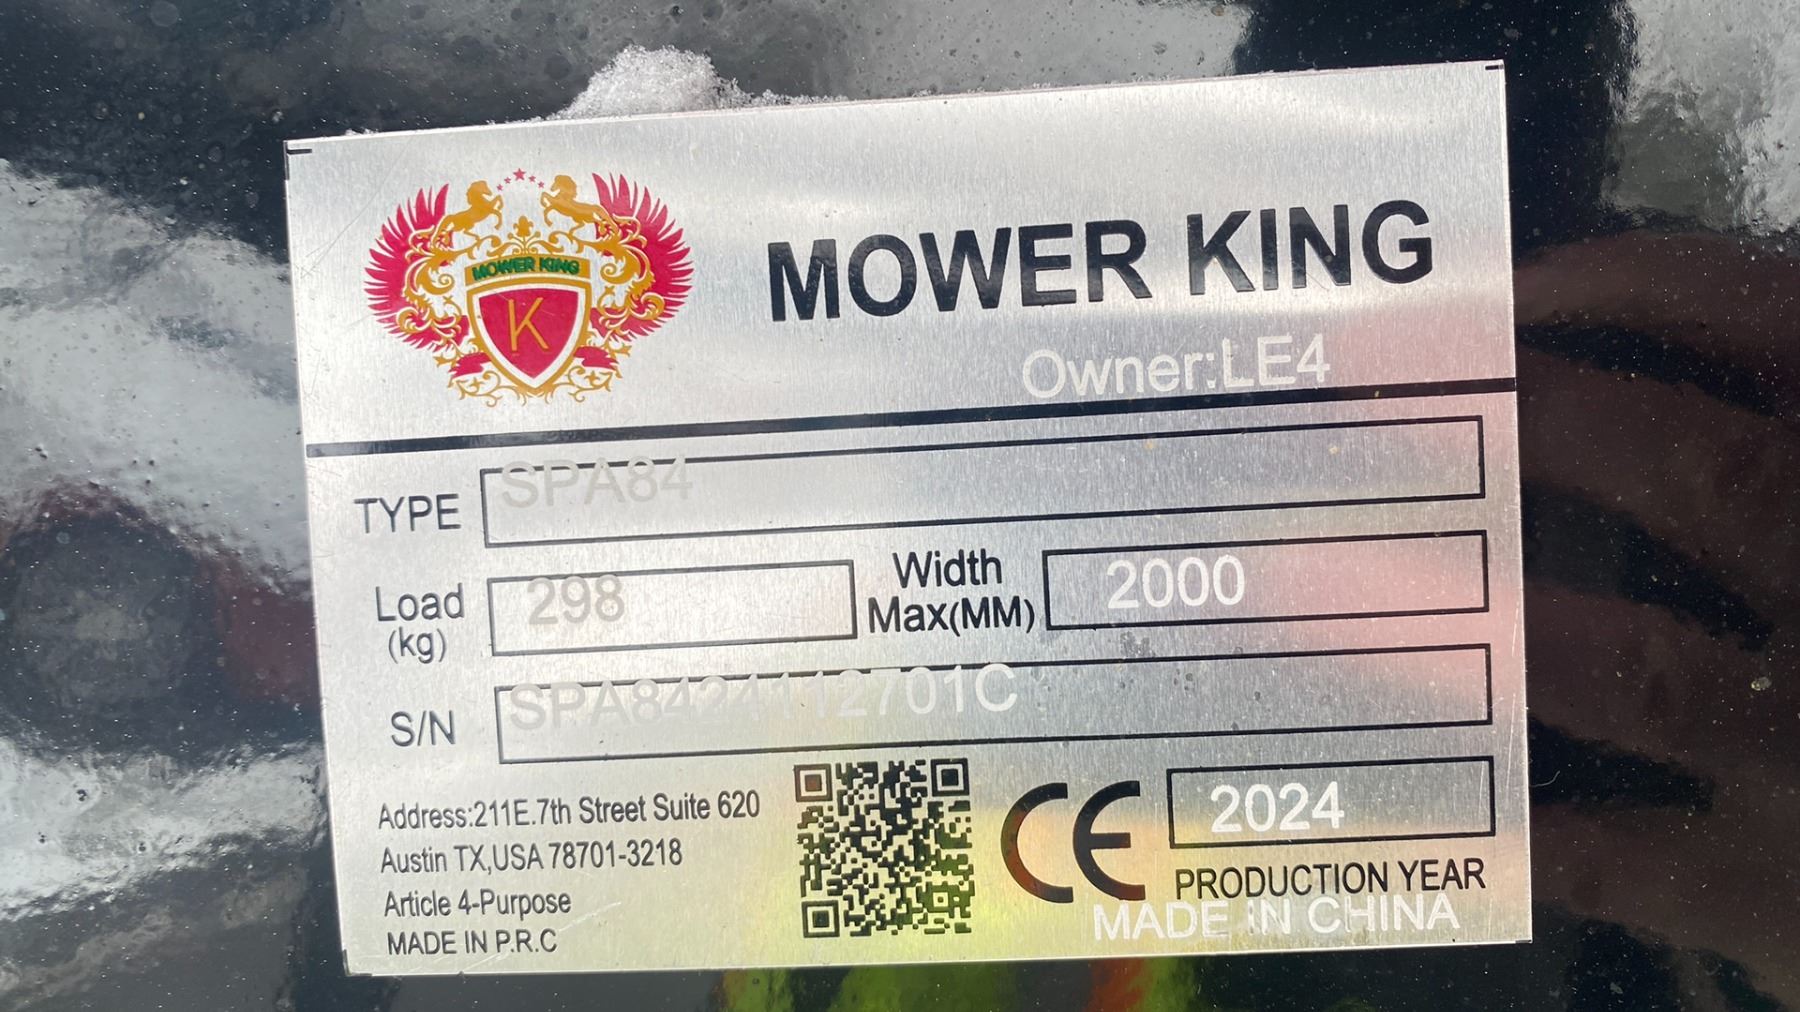 MOWER KING
K
MOWER KING
Owner:LE4
TYPE SPA84
Load (kg) 298
Width Max(MM) 2000
S/N SPA8424112701C
Address:211E.7th Street Suite 620
Austin TX,USA 78701-3218
Article 4-Purpose
MADE IN P.R.C
CE
2024
PRODUCTION YEAR
MADE IN CHINA